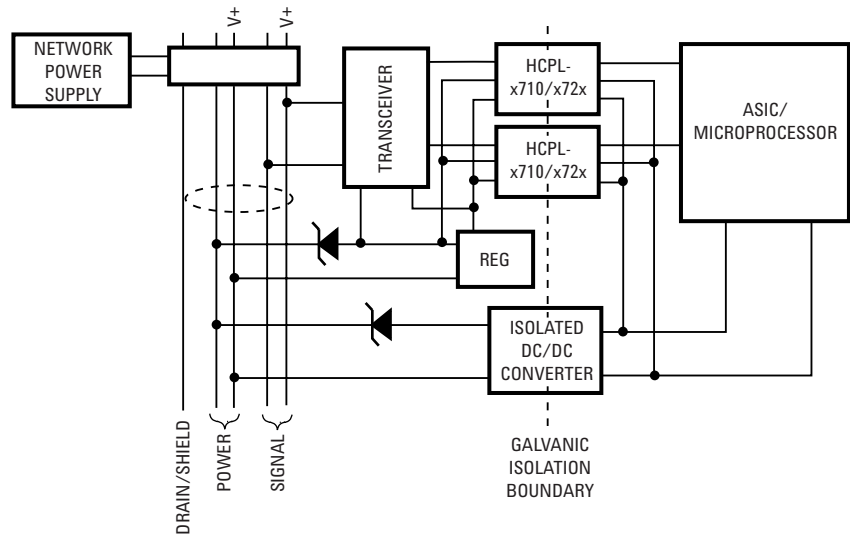 V+
V+
NETWORK
POWER
SUPPLY
TRANSCEIVER
HCPL-
x710/x72x
HCPL-
x710/x72x
ASIC/
MICROPROCESSOR
REG
ISOLATED
DC/DC
CONVERTER
DRAIN/SHIELD
POWER
SIGNAL
GALVANIC
ISOLATION
BOUNDARY